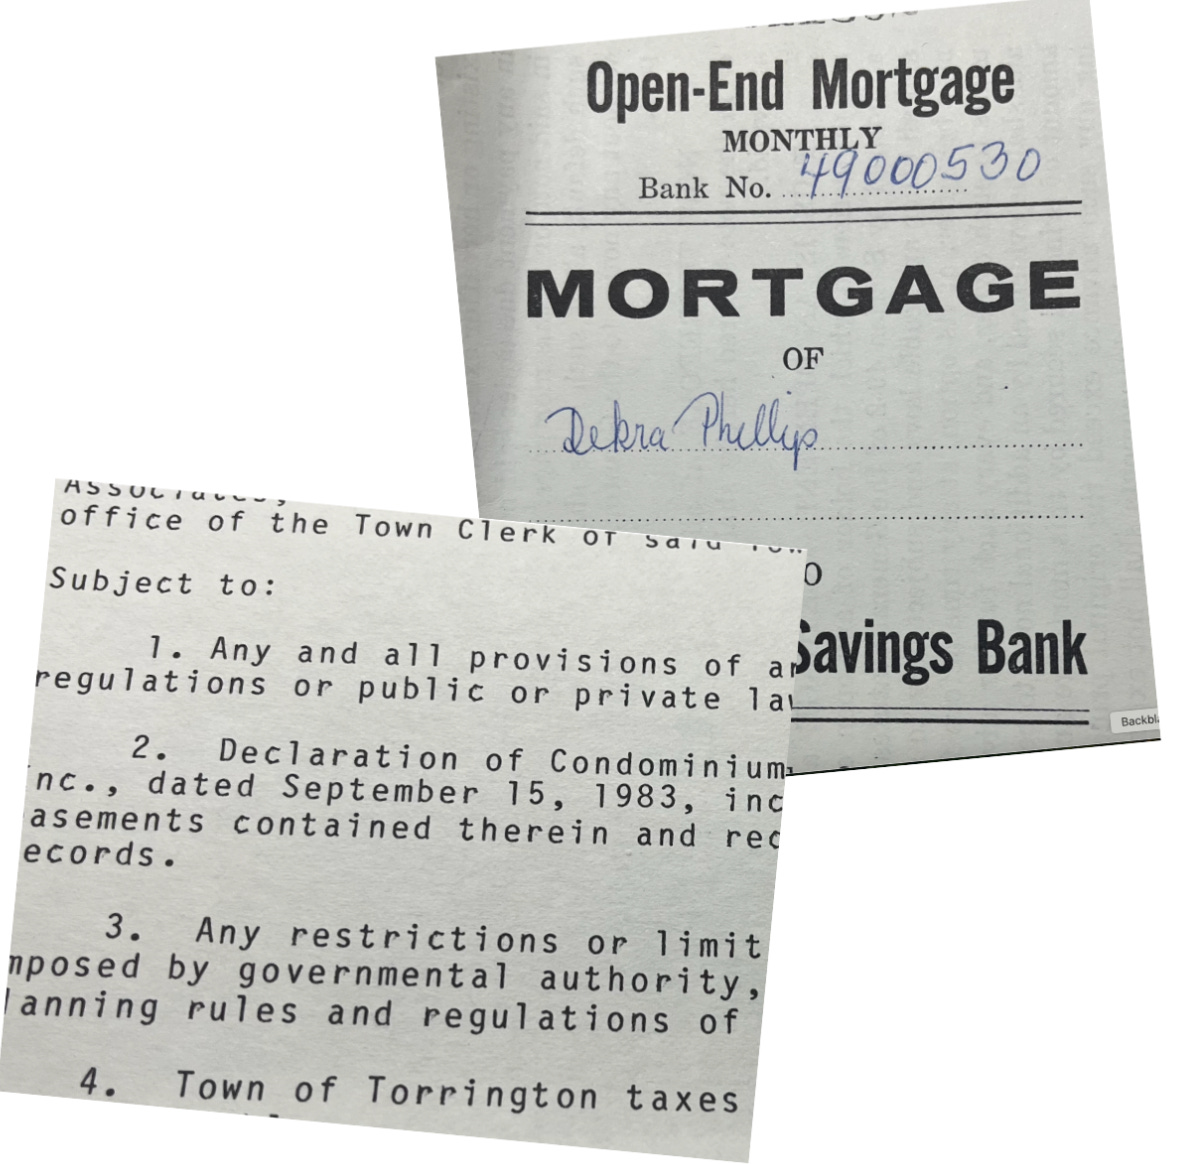 Open-End Mortgage
MONTHLY
Bank No. 49000530
MORTGAGE
OF
Debra Phillips
Savings Bank
office of the Town Clerk of said
Subject to:
1. Any and all provisions of
regulations or public or private
2. Declaration of Condominium
nc., dated September 15, 1983, inc
asements contained therein and rec
ecords.
3. Any restrictions or limit
mposed by governmental authority,
lanning rules and regulations of
4. Town of Torrington taxes